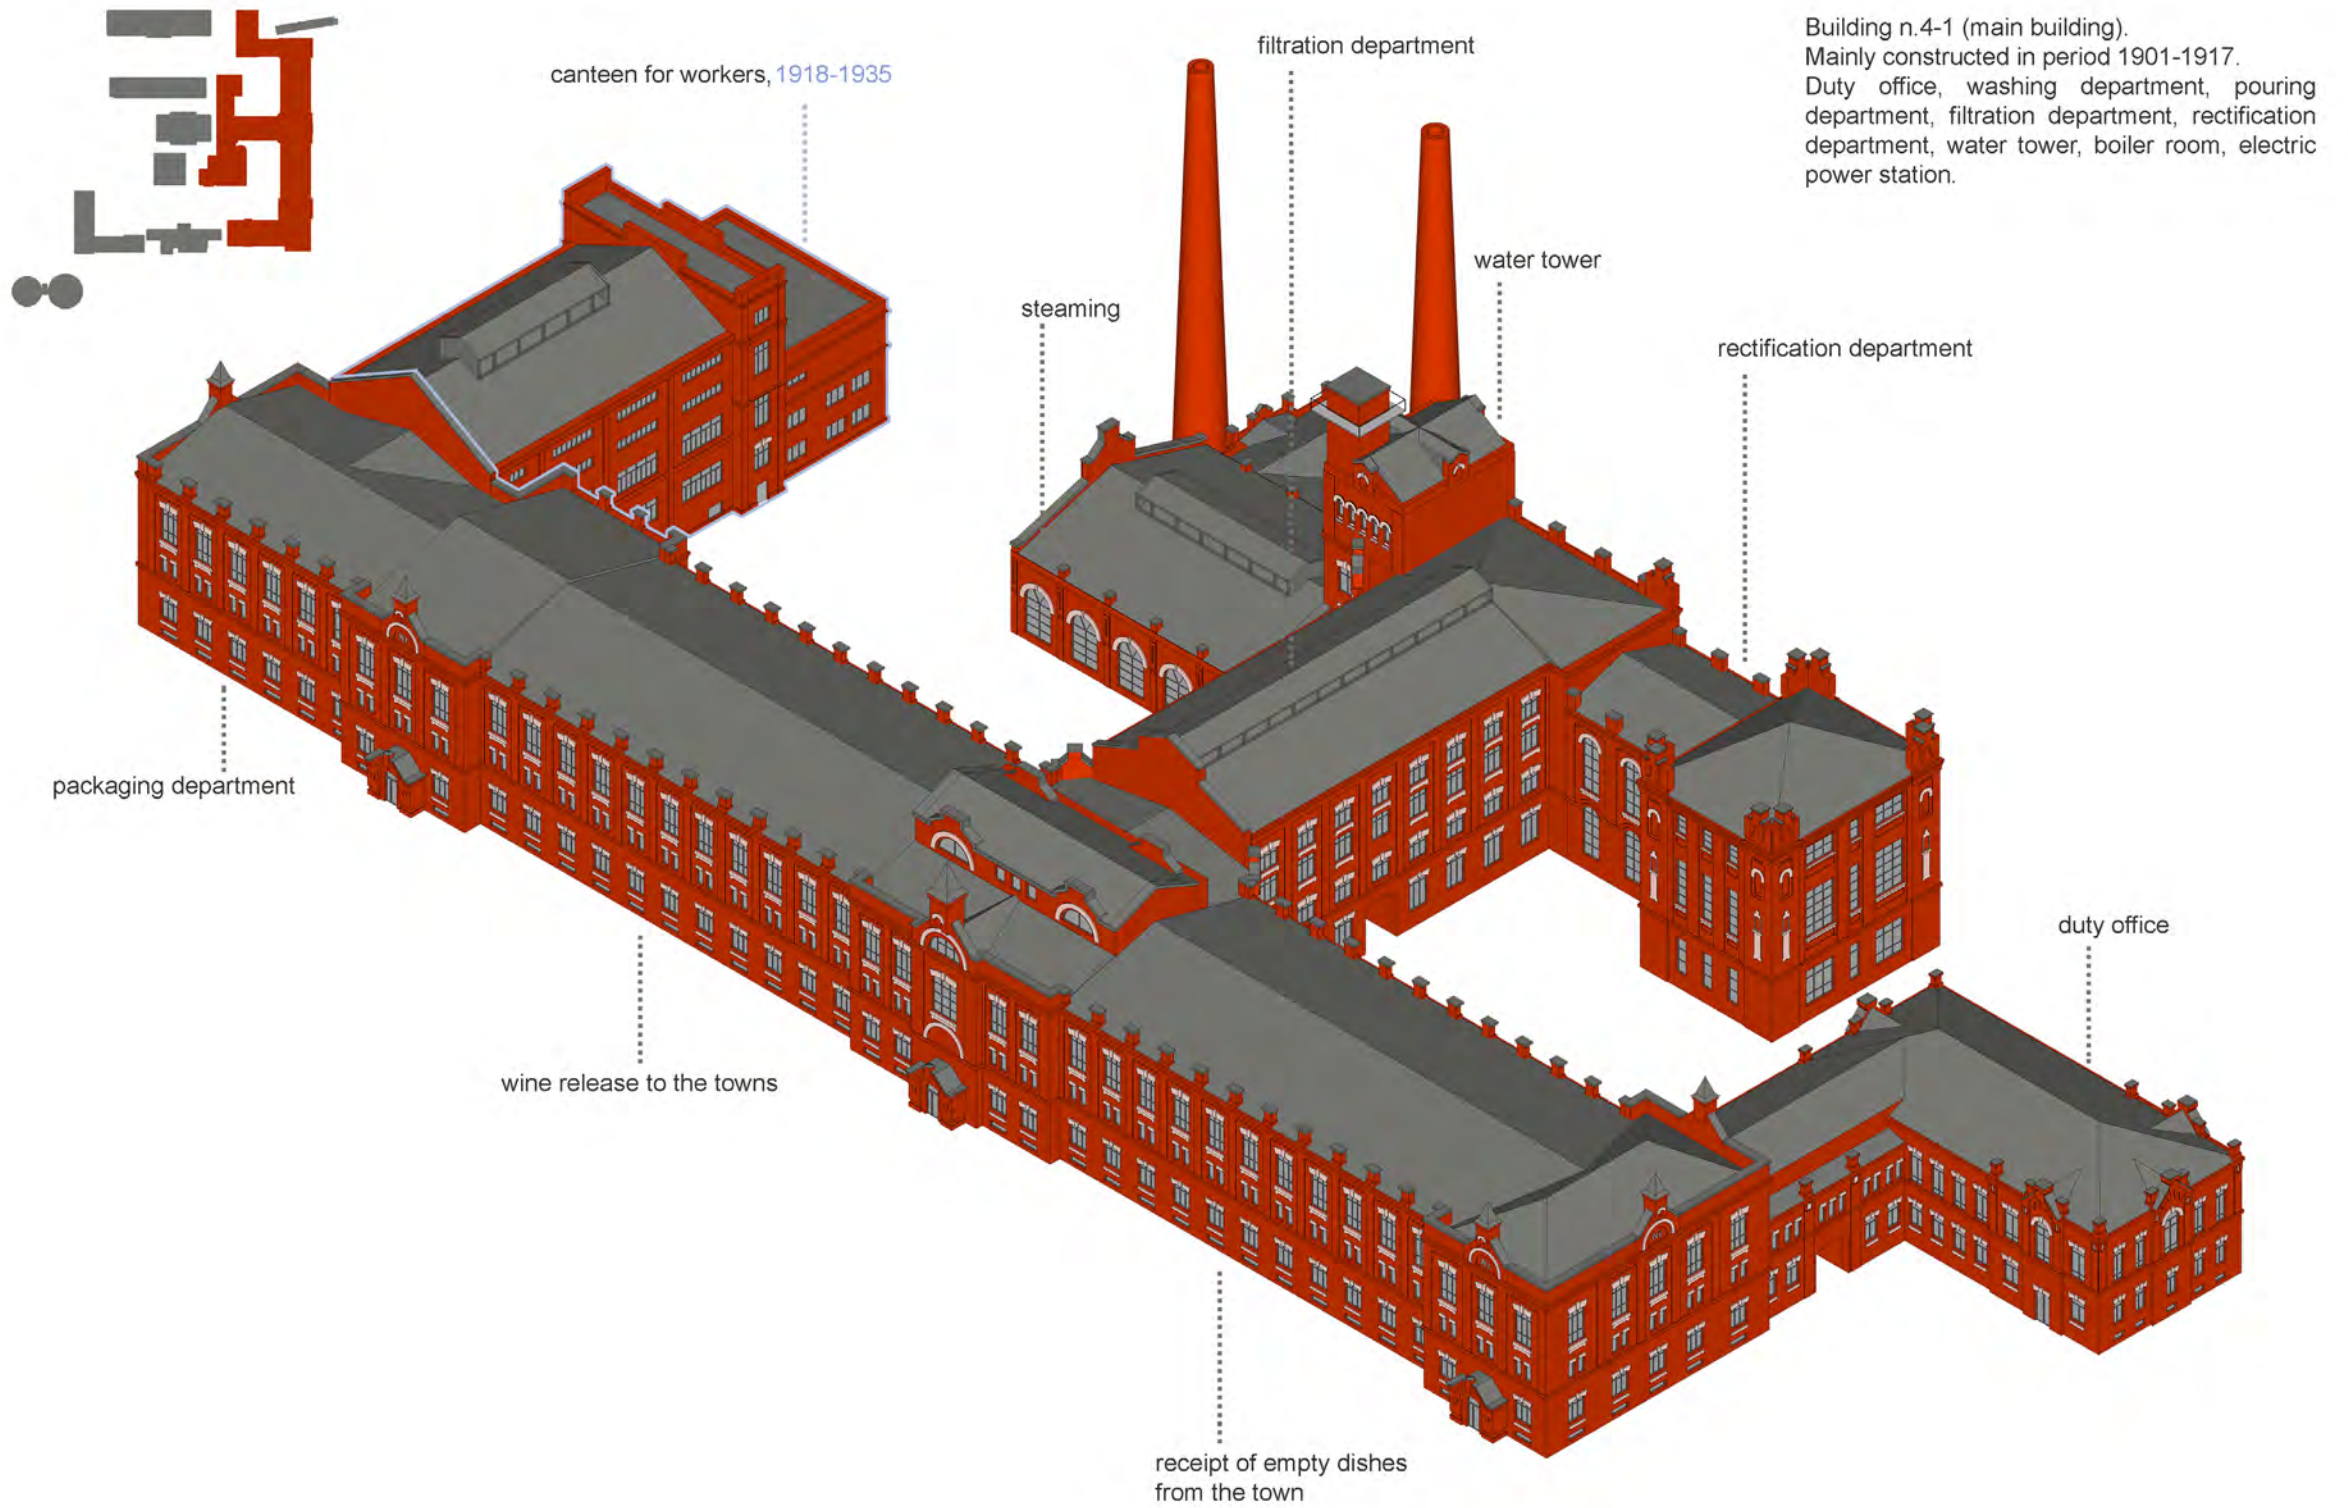 Building n.4-1 (main building).
Mainly constructed in period 1901-1917.
Duty office, washing department, pouring
department, filtration department, rectification
department, water tower, boiler room, electric
power station.
filtration department
canteen for workers, 1918-1935
water tower
steaming
rectification department
packaging department
duty office
wine release to the towns
receipt of empty dishes
from the town